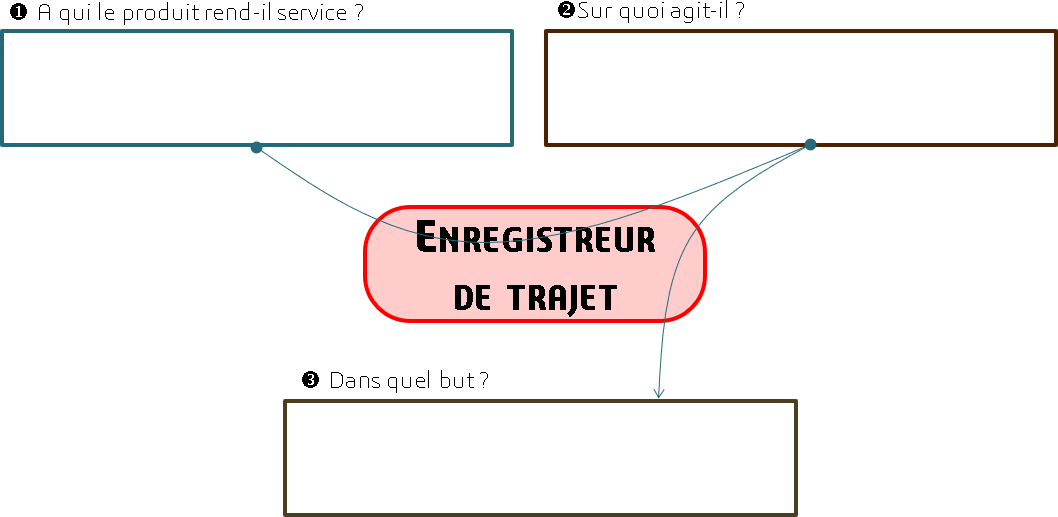 ❶ A qui le produit rend-il service ?
❷Sur quoi agit-il ?
ENREGISTREUR
DE TRAJET
❸ Dans quel but ?